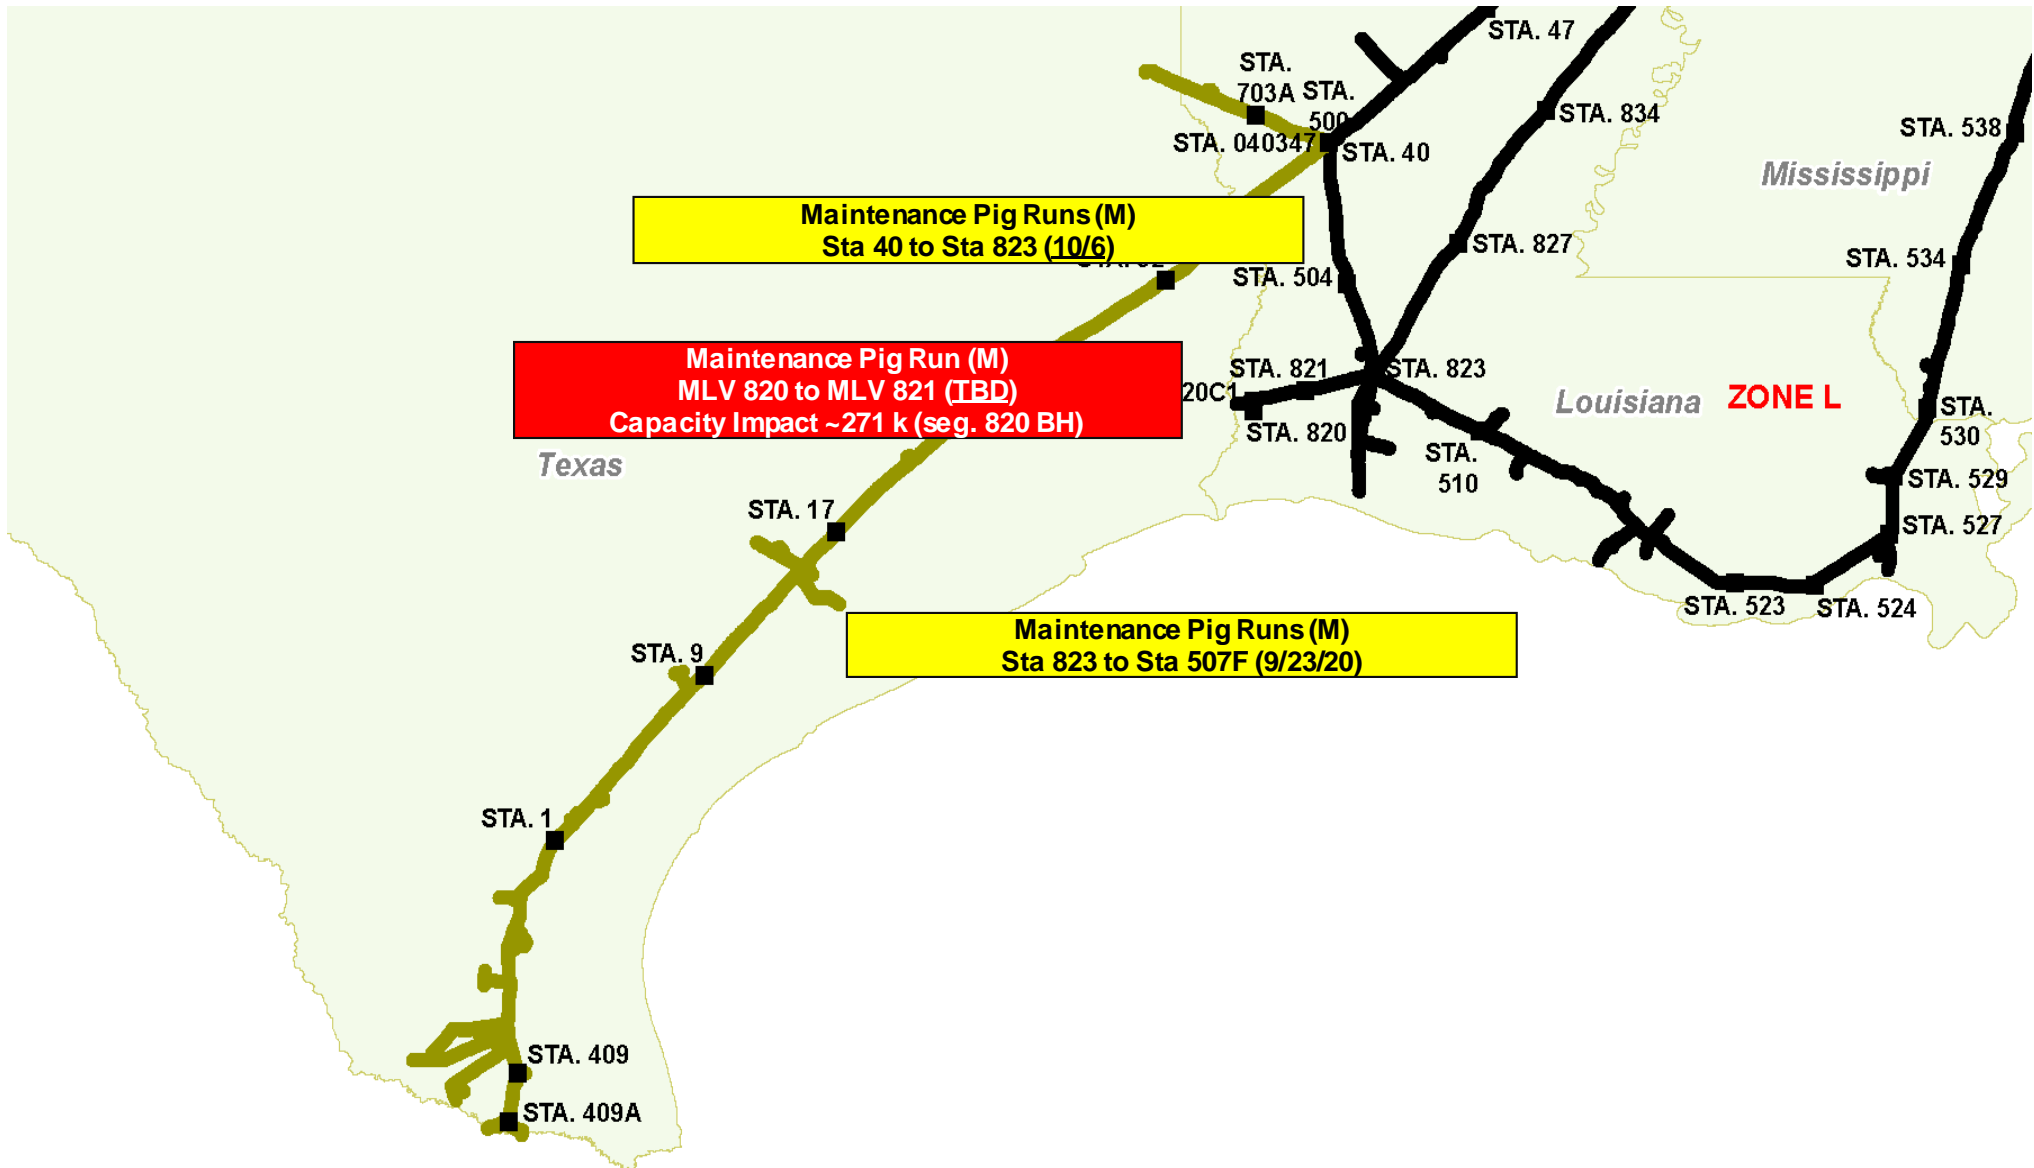 STA. 47
STA.
703A
STA.
500
STA. 834
STA. 538
STA. 040347
STA. 40
Mississippi
Maintenance Pig Runs (M)
Sta 40 to Sta 823 (10/6)
STA. 827
STA. 534
STA. 504
Maintenance Pig Run (M)
MLV 820 to MLV 821 (TBD)
Capacity Impact ~271 k (seg. 820 BH)
STA. 821
STA. 823
20C1
Louisiana
ZONE L
STA.
530
STA. 820
STA.
510
Texas
STA. 529
STA. 17
STA. 527
STA. 523
STA. 524
Maintenance Pig Runs (M)
Sta 823 to Sta 507F (9/23/20)
STA. 9
STA. 1
STA. 409
STA. 409A